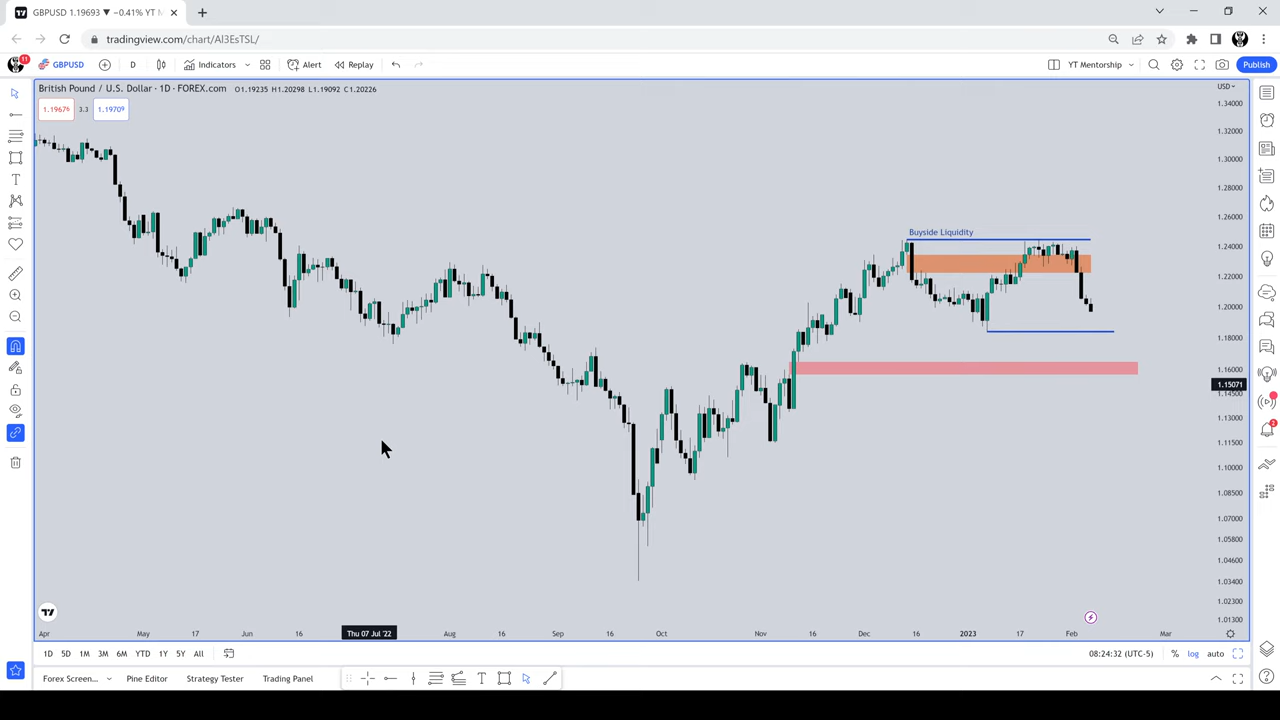 GBPUSD 1.19693 ▼ −0.41% YT M
tradingview.com/chart/Al3EsTSL/
11
GBPUSD
D
Indicators
Alert
Replay
YT Mentorship
Publish
British Pound / U.S. Dollar · 1D · FOREX.com O1.19235 H1.20298 L1.19092 C1.20226
USD
1.19676
3.3
1.19709
1.34000
1.32000
1.30000
1.28000
1.26000
Buyside Liquidity
1.24000
1.22000
1.20000
1.18000
1.16000
1.15071
1.14500
1.13000
1.11500
1.10000
1.08500
1.07000
1.05800
1.04600
1.03400
1.02300
1.01300
Apr May 17 Jun 16 Thu 07 Jul '22 Aug 16 Sep 16 Oct Nov 16 Dec 16 2023 17 Feb Mar
1D 5D 1M 3M 6M YTD 1Y 5Y All
08:24:32 (UTC-5) % log auto
Forex Screen... Pine Editor Strategy Tester Trading Panel